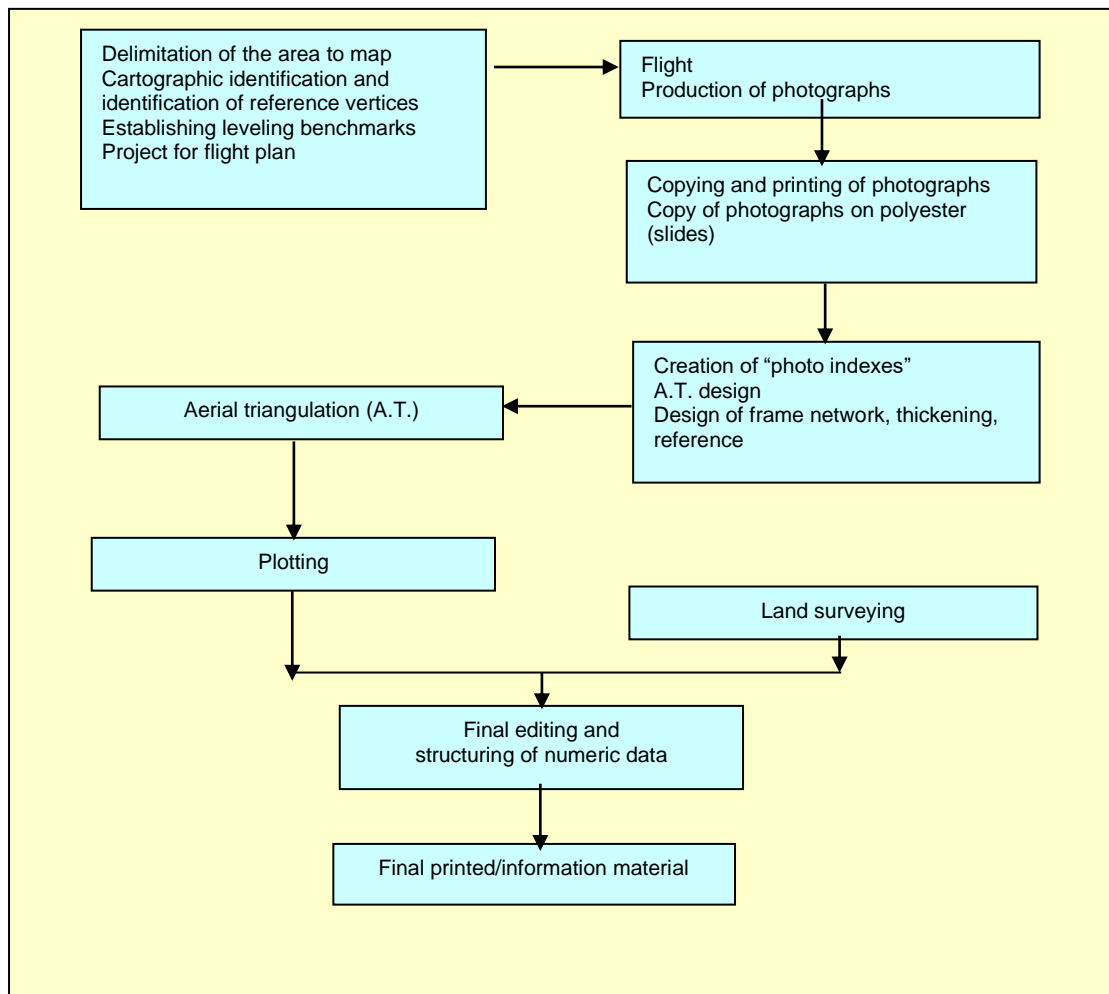 Delimitation of the area to map
Cartographic identification and
identification of reference vertices
Establishing leveling benchmarks
Project for flight plan
Flight
Production of photographs
Copying and printing of photographs
Copy of photographs on polyester
(slides)
Creation of “photo indexes”
A.T. design
Design of frame network, thickening,
reference
Aerial triangulation (A.T.)
Plotting
Land surveying
Final editing and
structuring of numeric data
Final printed/information material